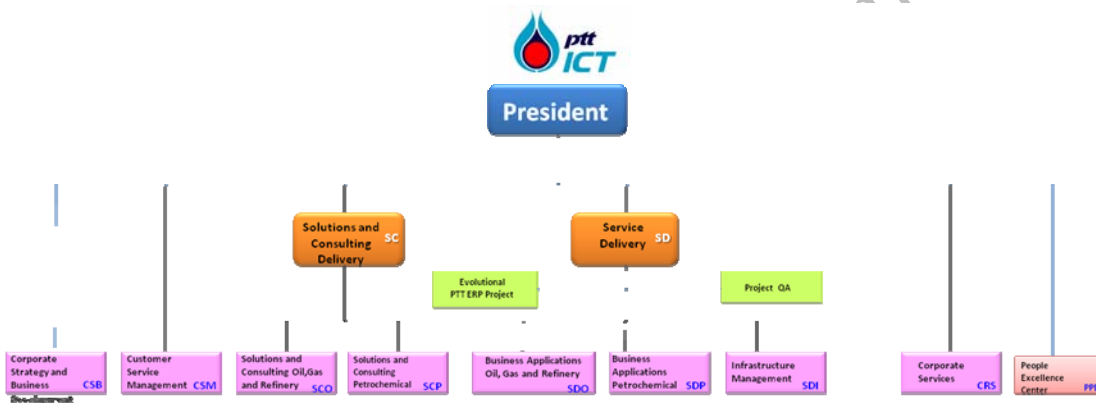 ptt
ICT
President
Solutions and
Consulting
Delivery
SC
Service
Delivery
SD
Evolutional
PTT ERP Project
Project QA
Corporate
Strategy and
Business
CSB
Development
Customer
Service
Management
CSM
Solutions and
Consulting Oil,Gas
and Refinery
SCO
Solutions and
Consulting
Petrochemical
SCP
Business Applications
Oil, Gas and Refinery
SDO
Business
Applications
Petrochemical
SDP
Infrastructure
Management
SDI
Corporate
Services
CRS
People
Excellence
Center